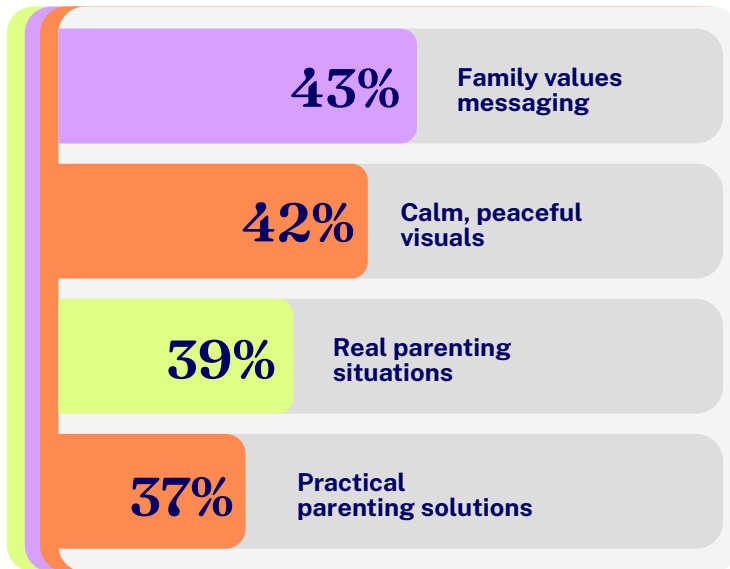 43%
Family values
messaging
42%
Calm, peaceful
visuals
39%
Real parenting
situations
37%
Practical
parenting solutions